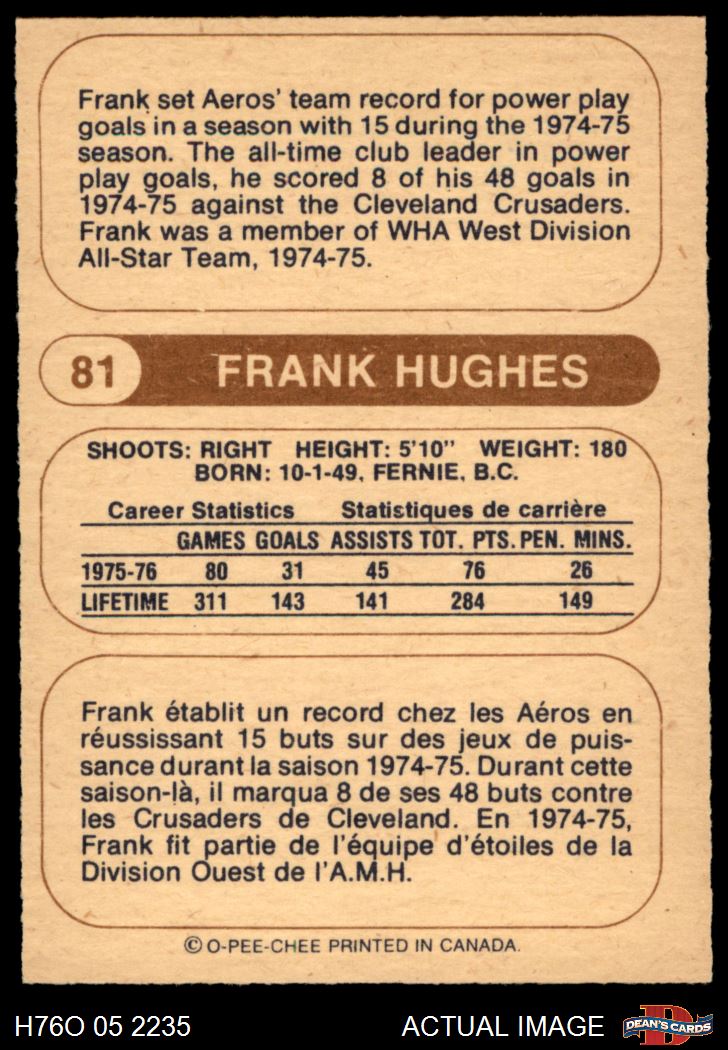 Frank set Aeros' team record for power play
goals in a season with 15 during the 1974-75
season. The all-time club leader in power
play goals, he scored 8 of his 48 goals in
1974-75 against the Cleveland Crusaders.
Frank was a member of WHA West Division
All-Star Team, 1974-75.
81 FRANK HUGHES
SHOOTS: RIGHT HEIGHT: 5'10" WEIGHT: 180
BORN: 10-1-49, FERNIE, B.C.
Career Statistics Statistiques de carrière
GAMES GOALS ASSISTS TOT. PTS. PEN. MINS.
1975-76 80 31 45 76 26
LIFETIME 311 143 141 284 149
Frank établit un record chez les Aéros en
réussissant 15 buts sur des jeux de puis-
sance durant la saison 1974-75. Durant cette
saison-là, il marqua 8 de ses 48 buts contre
les Crusaders de Cleveland. En 1974-75,
Frank fit partie de l'équipe d'étoiles de la
Division Ouest de l'A.M.H.
© O-PEE-CHEE PRINTED IN CANADA.
H76O 05 2235 ACTUAL IMAGE D DEAN'S CARDS